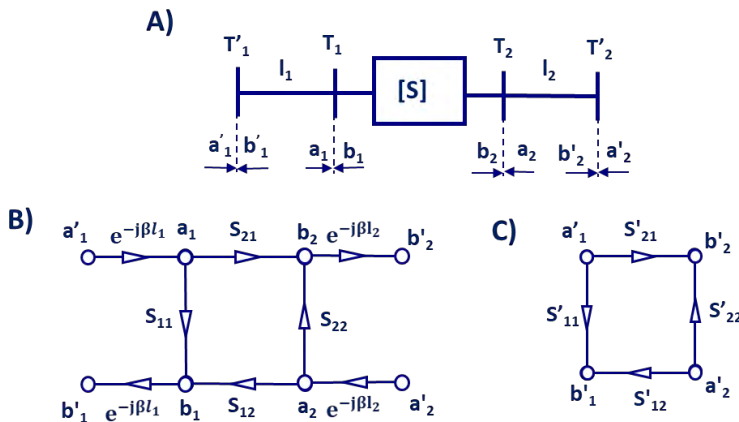 A)
T'₁ T₁ T₂ T'₂
l₁ [S] l₂
a'₁ b'₁ a₁ b₁ b₂ a₂ b'₂ a'₂
B) C)
a'₁ e^{-jβl₁} a₁ S₂₁ b₂ e^{-jβl₂} b'₂
S₁₁ S₂₂
b'₁ e^{-jβl₁} b₁ S₁₂ a₂ e^{-jβl₂} a'₂
a'₁ S'₂₁ b'₂
S'₁₁ S'₂₂
b'₁ S'₁₂ a'₂